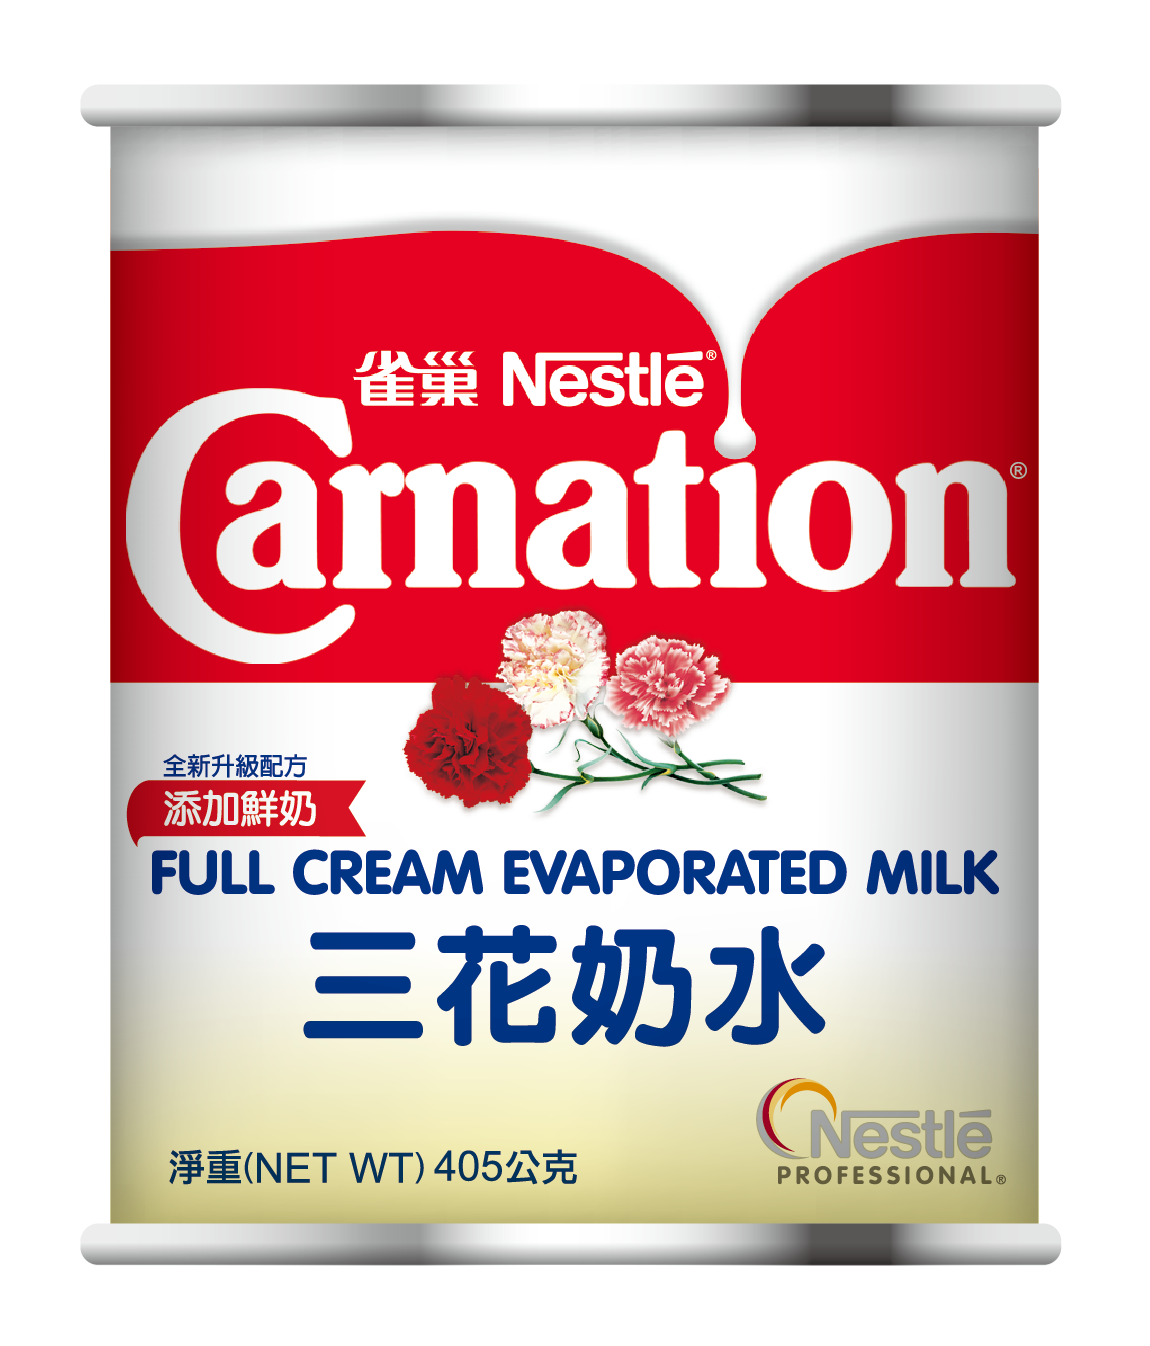 雀巢 Nestlé®
Carnation®
全新升級配方
添加鮮奶
FULL CREAM EVAPORATED MILK
三花奶水
淨重(NET WT) 405公克
Nestlé
PROFESSIONAL®